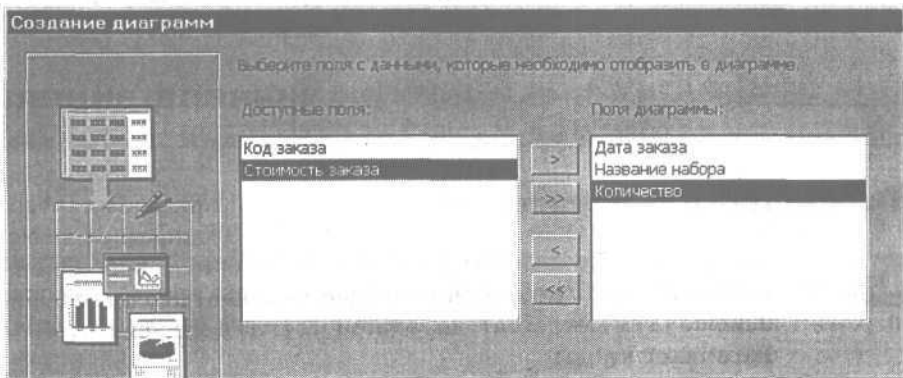 Создание диаграмм
Выберите поля с данными, которые необходимо отобразить в диаграмме.
Доступные поля:
Поля диаграммы:
Код заказа
Стоимость заказа
>
>>
<
<<
Дата заказа
Название набора
Количество